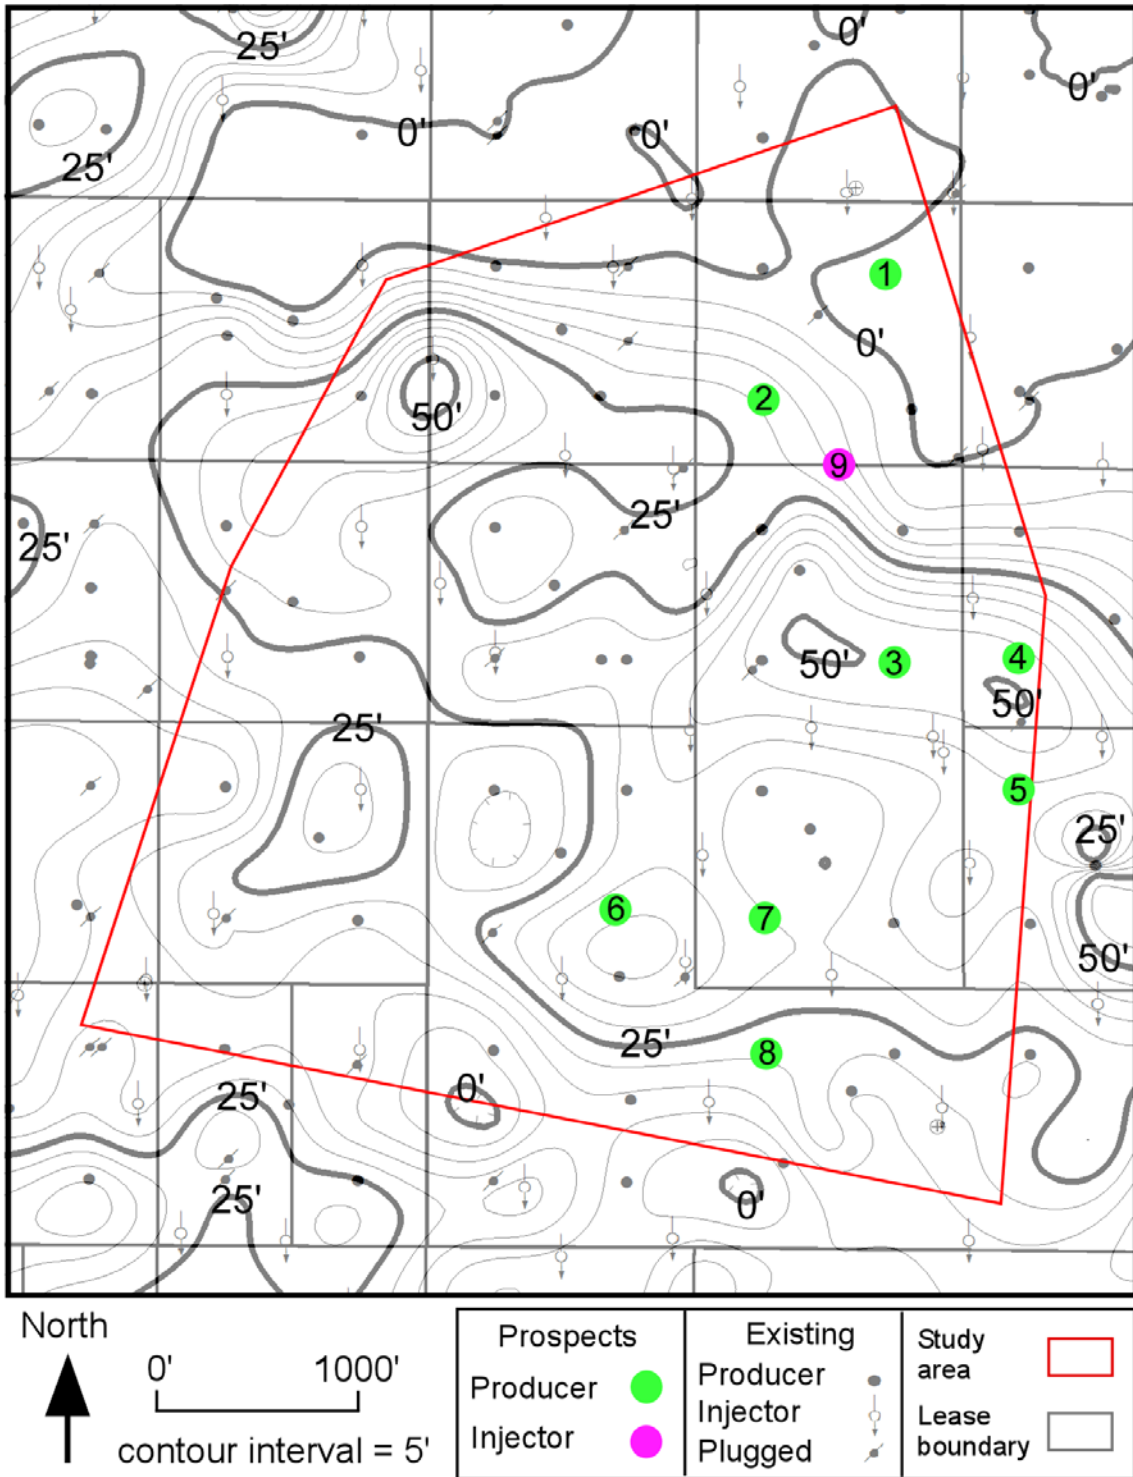 25'
0'
0'
25'
0'
0'
1
0'
50'
2
9
25'
25'
50'
3
4
50'
25'
5
25'
6
7
50'
25'
8
0'
25'
25'
0'
North
0' 1000'
contour interval = 5'
Prospects
Producer
Injector
Existing
Producer
Injector
Plugged
Study
area
Lease
boundary